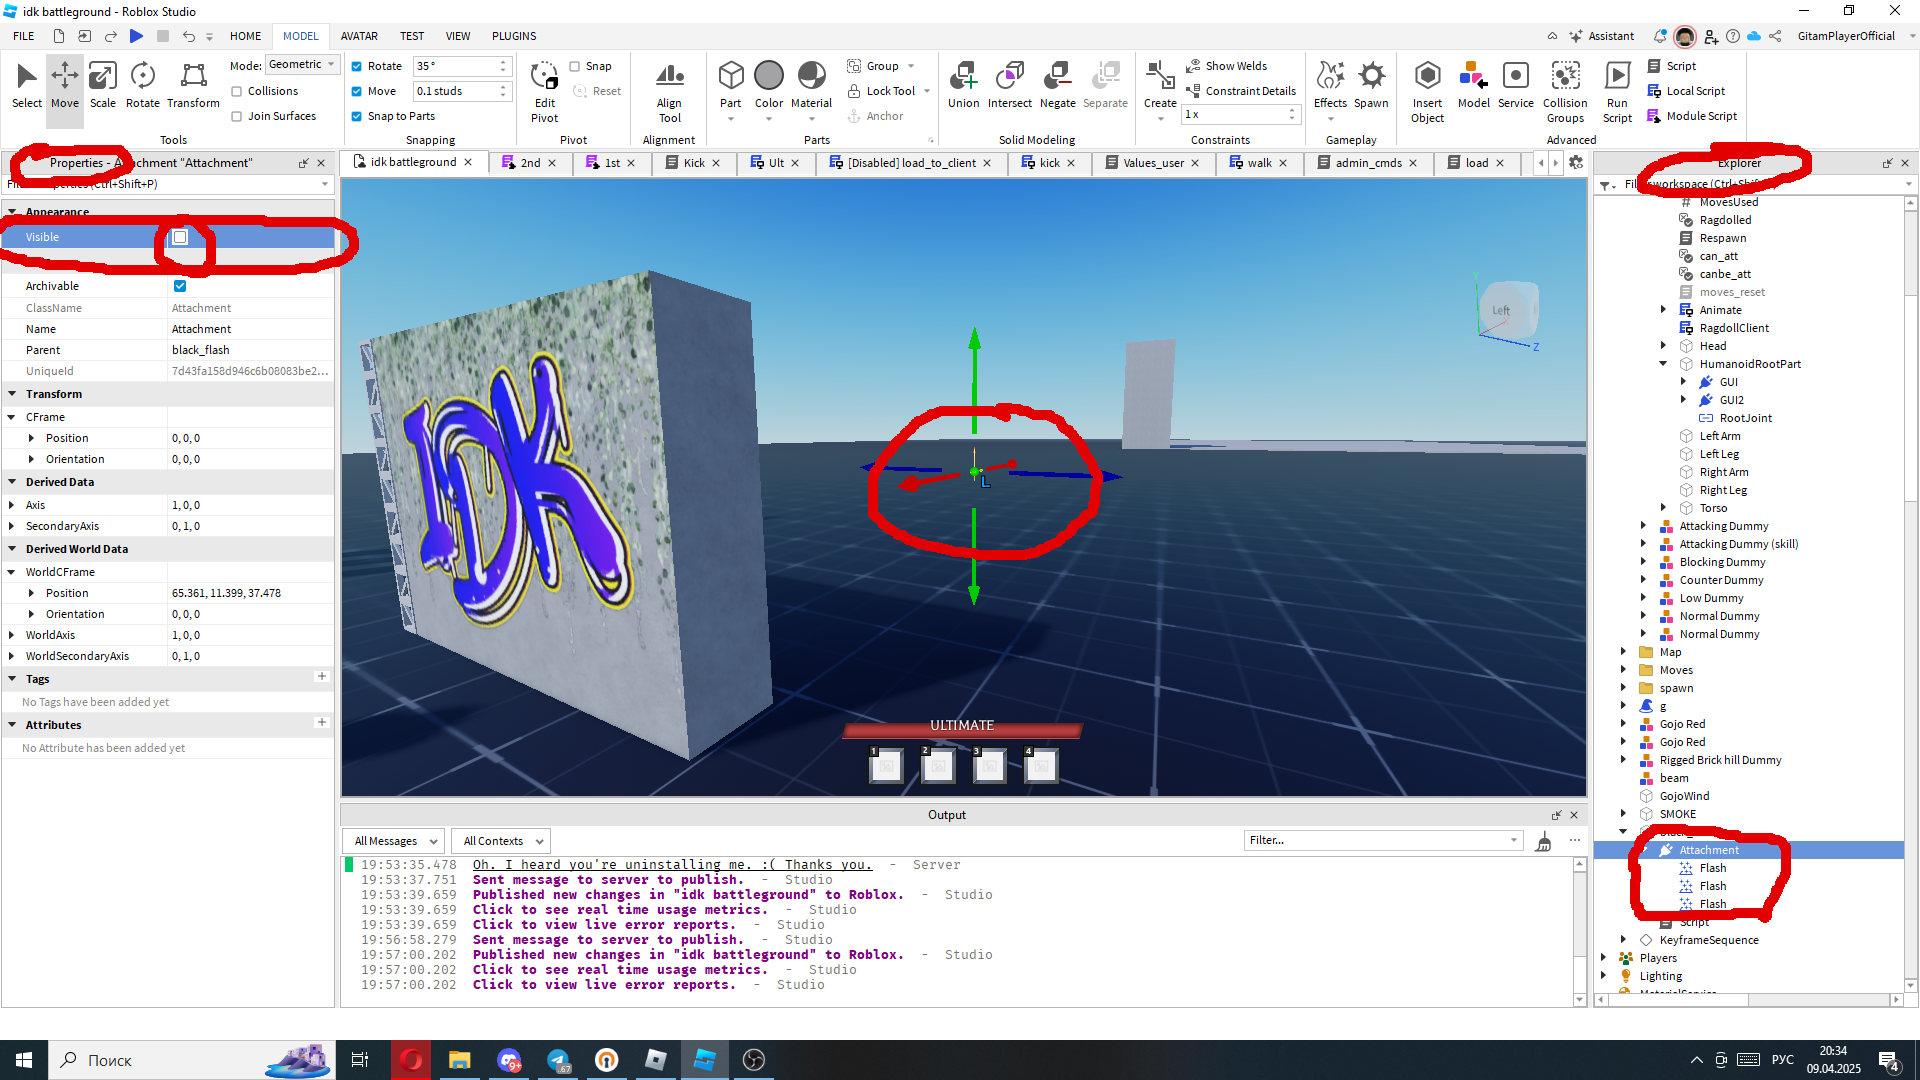 idk battleground - Roblox Studio
FILE HOME MODEL AVATAR TEST VIEW PLUGINS Assistant GitamPlayerOfficial
Select Move Scale Rotate Transform
Mode: Geometric
Collisions
Join Surfaces
Tools
Rotate 35°
Move 0.1 studs
Snap to Parts
Snapping
Edit Pivot
Snap
Reset
Pivot
Align Tool
Alignment
Part Color Material
Group
Lock Tool
Anchor
Parts
Union Intersect Negate Separate
Solid Modeling
Create
Show Welds
Constraint Details
1 x
Constraints
Effects Spawn
Gameplay
Insert Object
Model
Service
Collision Groups
Run Script
Script
Local Script
Module Script
Advanced
Properties - Attachment "Attachment"
(Ctrl+Shift+P)
Appearance
Visible
Archivable
ClassName Attachment
Name Attachment
Parent black_flash
UniqueId 7d43fa158d946c6b08083be2...
Transform
CFrame
Position 0, 0, 0
Orientation 0, 0, 0
Derived Data
Axis 1, 0, 0
SecondaryAxis 0, 1, 0
Derived World Data
WorldCFrame
Position 65.361, 11.399, 37.478
Orientation 0, 0, 0
WorldAxis 1, 0, 0
WorldSecondaryAxis 0, 1, 0
Tags
No Tags have been added yet
Attributes
No Attribute has been added yet
idk battleground 2nd 1st Kick Ult [Disabled] load_to_client kick Values_user walk admin_cmds load
IDK
Left
Y
Z
L
ULTIMATE
1 2 3 4
Output
All Messages All Contexts Filter...
19:53:35.478 Oh. I heard you're uninstalling me. :( Thanks you. - Server
19:53:37.751 Sent message to server to publish. - Studio
19:53:39.659 Published new changes in "idk battleground" to Roblox. - Studio
19:53:39.659 Click to see real time usage metrics. - Studio
19:53:39.659 Click to view live error reports. - Studio
19:56:58.279 Sent message to server to publish. - Studio
19:57:00.202 Published new changes in "idk battleground" to Roblox. - Studio
19:57:00.202 Click to see real time usage metrics. - Studio
19:57:00.202 Click to view live error reports. - Studio
Explorer
workspace (Ctrl+Shift
MovesUsed
Ragdolled
Respawn
can_att
canbe_att
moves_reset
Animate
RagdollClient
Head
HumanoidRootPart
GUI
GUI2
RootJoint
Left Arm
Left Leg
Right Arm
Right Leg
Torso
Attacking Dummy
Attacking Dummy (skill)
Blocking Dummy
Counter Dummy
Low Dummy
Normal Dummy
Normal Dummy
Map
Moves
spawn
g
Gojo Red
Gojo Red
Rigged Brick hill Dummy
beam
GojoWind
SMOKE
Attachment
Flash
Flash
Flash
Script
KeyframeSequence
Players
Lighting
Поиск
9+
.67
РУС
20:34
09.04.2025
4